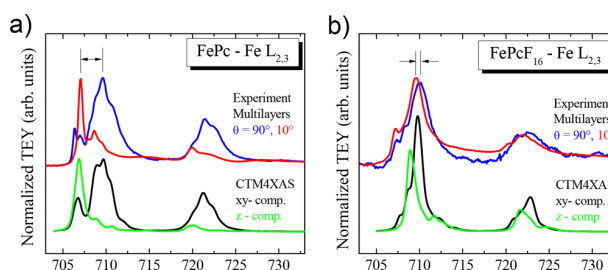 a)
FePc - Fe L2,3
Normalized TEY (arb. units)
Experiment
Multilayers
θ = 90°, 10°
CTM4XAS
xy- comp.
z - comp.
705 710 715 720 725 730
b)
FePcF16 - Fe L2,3
Normalized TEY (arb. units)
Experimen
Multilayers
θ = 90°, 10°
CTM4XAS
xy- comp.
z - comp
705 710 715 720 725 730